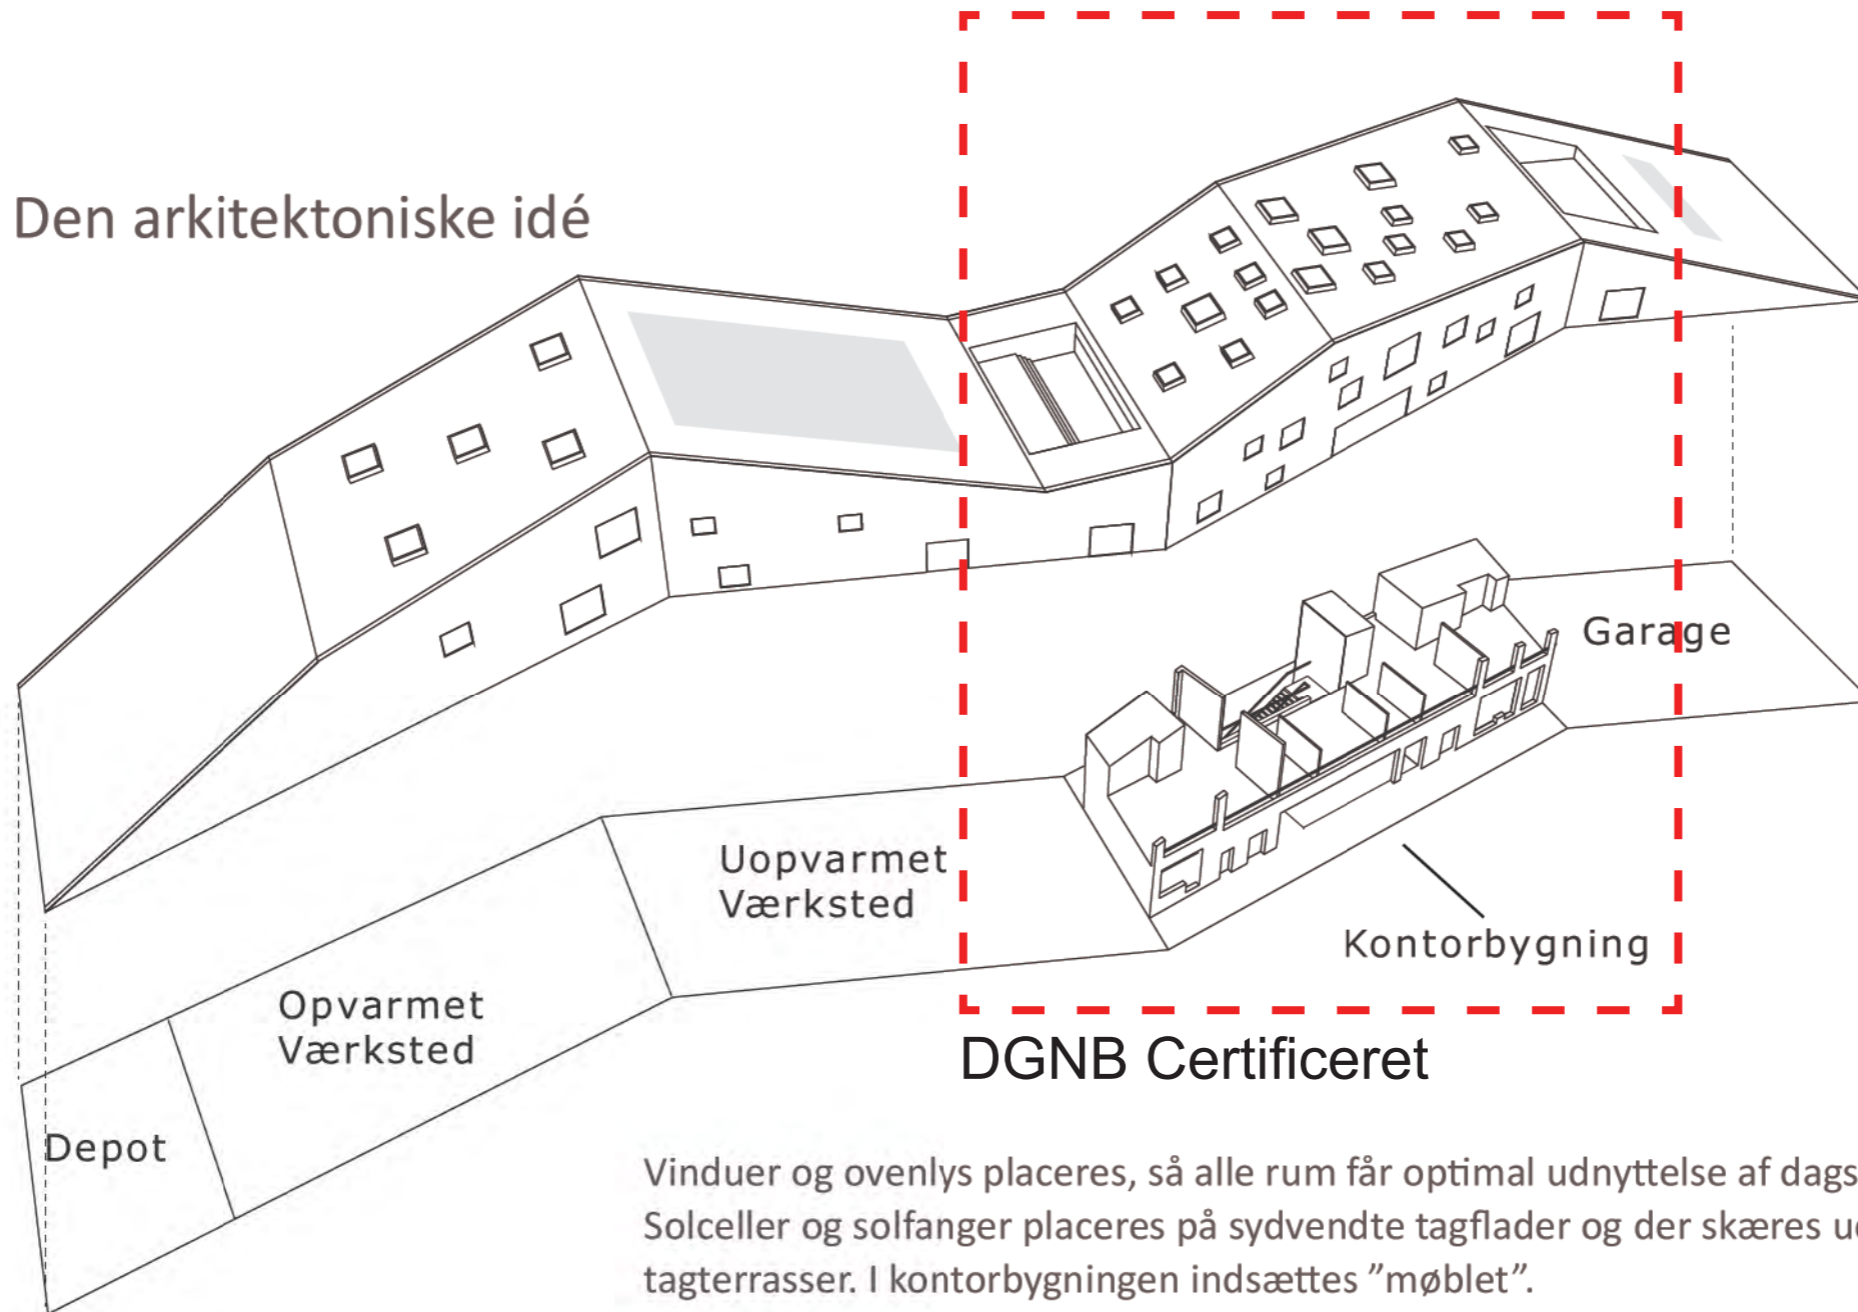 Den arkitektoniske idé
Garage
Uopvarmet
Værksted
Kontorbygning
Opvarmet
Værksted
DGNB Certificeret
Depot
Vinduer og ovenlys placeres, så alle rum får optimal udnyttelse af dags
Solceller og solfanger placeres på sydvendte tagflader og der skæres
tagterrasser. I kontorbygningen indsættes ”møblet”.